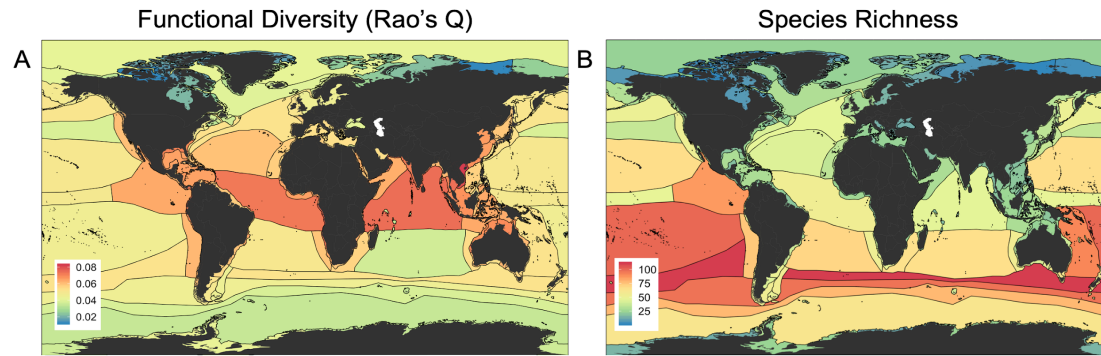 Functional Diversity (Rao's Q)
Species Richness
A
B
0.08
0.06
0.04
0.02
100
75
50
25